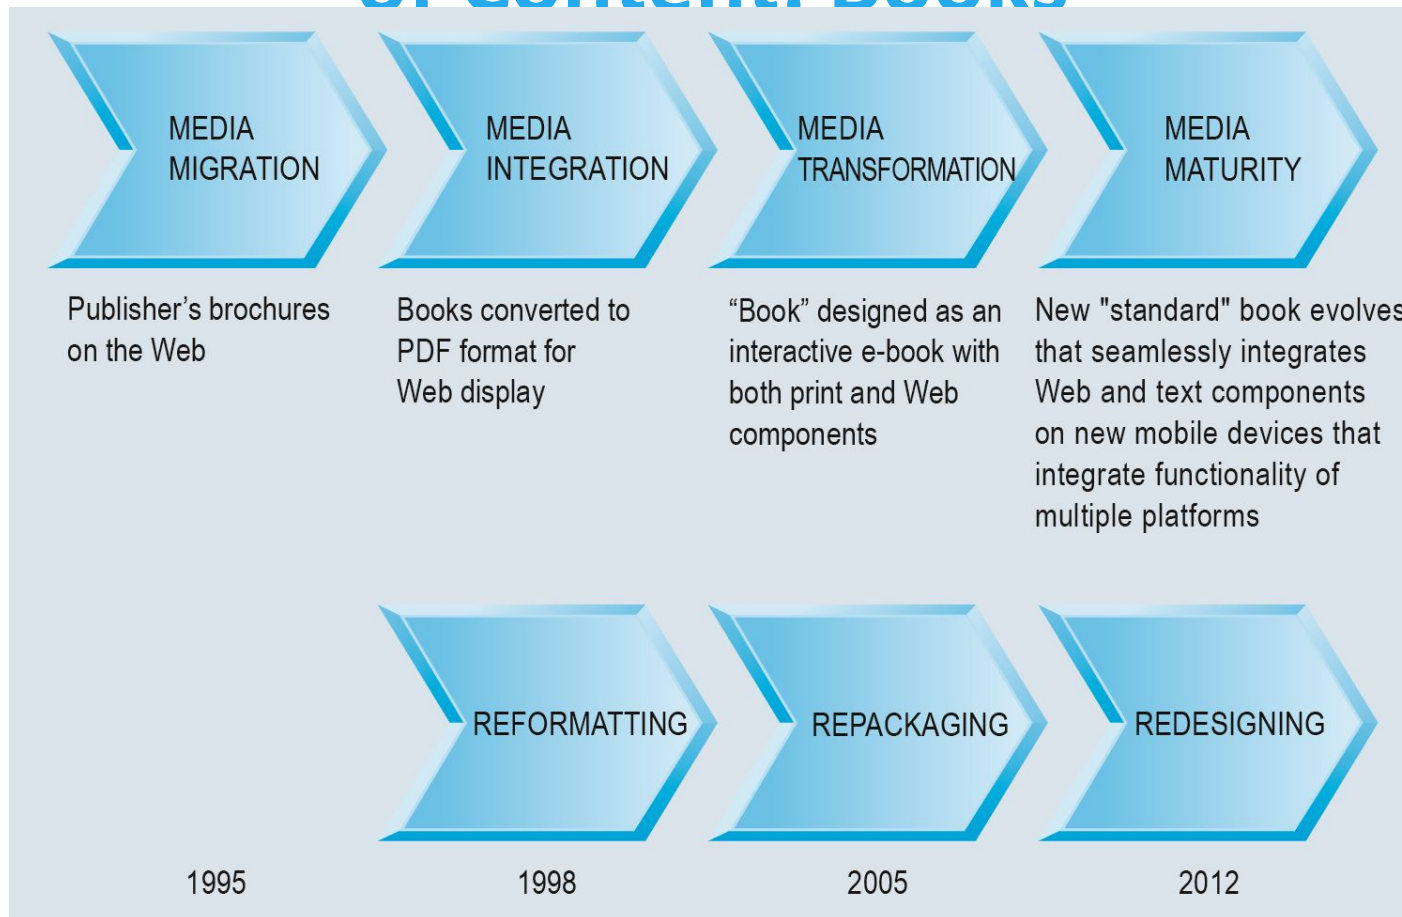 of Content: Books
MEDIA
MIGRATION
MEDIA
INTEGRATION
MEDIA
TRANSFORMATION
MEDIA
MATURITY
Publisher’s brochures
on the Web
Books converted to
PDF format for
Web display
“Book” designed as an
interactive e-book with
both print and Web
components
New "standard" book evolves
that seamlessly integrates
Web and text components
on new mobile devices that
integrate functionality of
multiple platforms
REFORMATTING
REPACKAGING
REDESIGNING
1995
1998
2005
2012